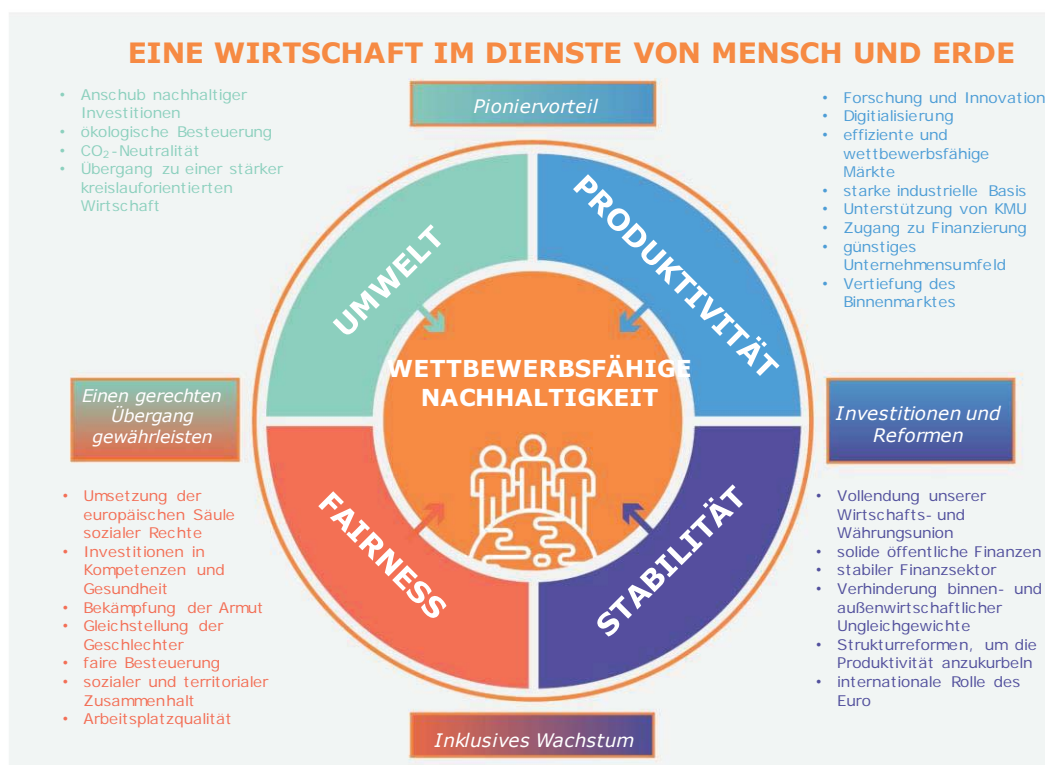 EINE WIRTSCHAFT IM DIENSTE VON MENSCH UND ERDE
• Anschub nachhaltiger
Investitionen
• ökologische Besteuerung
• CO₂-Neutralität
• Übergang zu einer stärker
kreislauforientierten
Wirtschaft
Pioniervorteil
• Forschung und Innovation
• Digitialisierung
• effiziente und
wettbewerbsfähige
Märkte
• starke industrielle Basis
• Unterstützung von KMU
• Zugang zu Finanzierung
• günstiges
Unternehmensumfeld
• Vertiefung des
Binnenmarktes
UMWELT
PRODUKTIVITÄT
WETTBEWERBSFÄHIGE
NACHHALTIGKEIT
Einen gerechten
Übergang
gewährleisten
Investitionen und
Reformen
FAIRNESS
STABILITÄT
• Umsetzung der
europäischen Säule
sozialer Rechte
• Investitionen in
Kompetenzen und
Gesundheit
• Bekämpfung der Armut
• Gleichstellung der
Geschlechter
• faire Besteuerung
• sozialer und territorialer
Zusammenhalt
• Arbeitsplatzqualität
• Vollendung unserer
Wirtschafts- und
Währungsunion
• solide öffentliche Finanzen
• stabiler Finanzsektor
• Verhinderung binnen- und
außenwirtschaftlicher
Ungleichgewichte
• Strukturreformen, um die
Produktivität anzukurbeln
• internationale Rolle des
Euro
Inklusives Wachstum